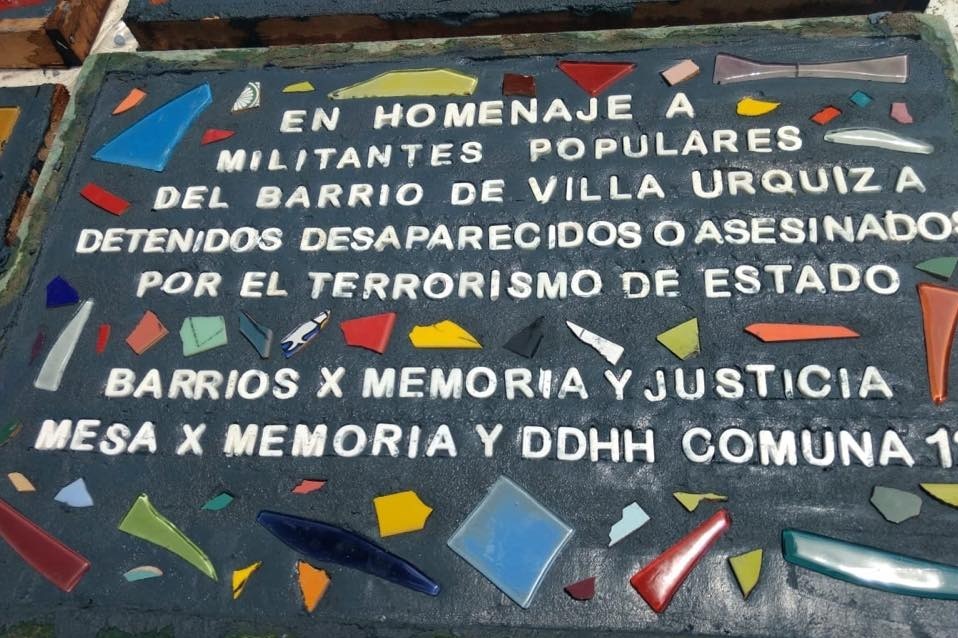 EN HOMENAJE A
MILITANTES POPULARES
DEL BARRIO DE VILLA URQUIZA
DETENIDOS DESAPARECIDOS O ASESINADOS
POR EL TERRORISMO DE ESTADO
BARRIOS X MEMORIA Y JUSTICIA
MESA X MEMORIA Y DDHH COMUNA